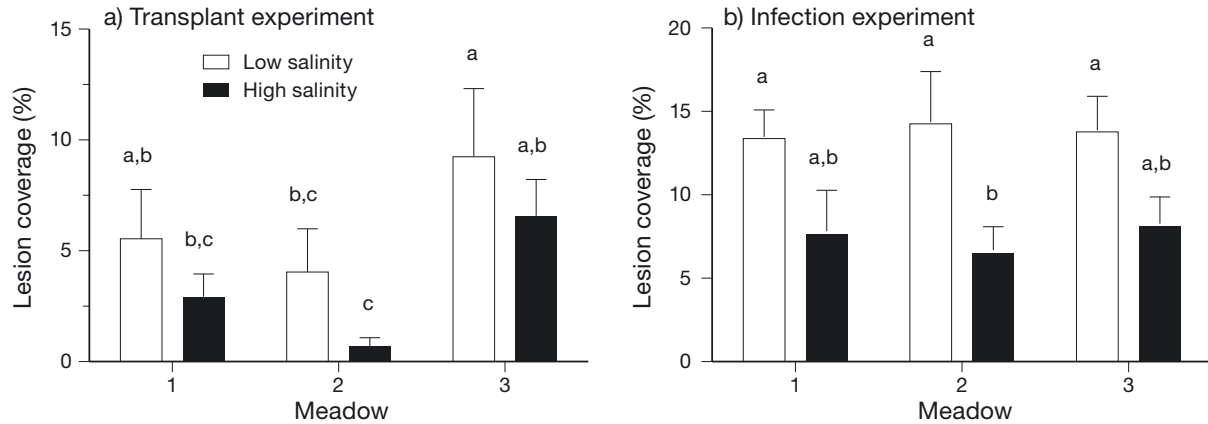 a) Transplant experiment
15
10
5
0
Lesion coverage (%)
Low salinity
High salinity
a,b
b,c
b,c
c
a
a,b
1
2
3
Meadow
b) Infection experiment
20
15
10
5
0
Lesion coverage (%)
a
a,b
a
b
a
a,b
1
2
3
Meadow